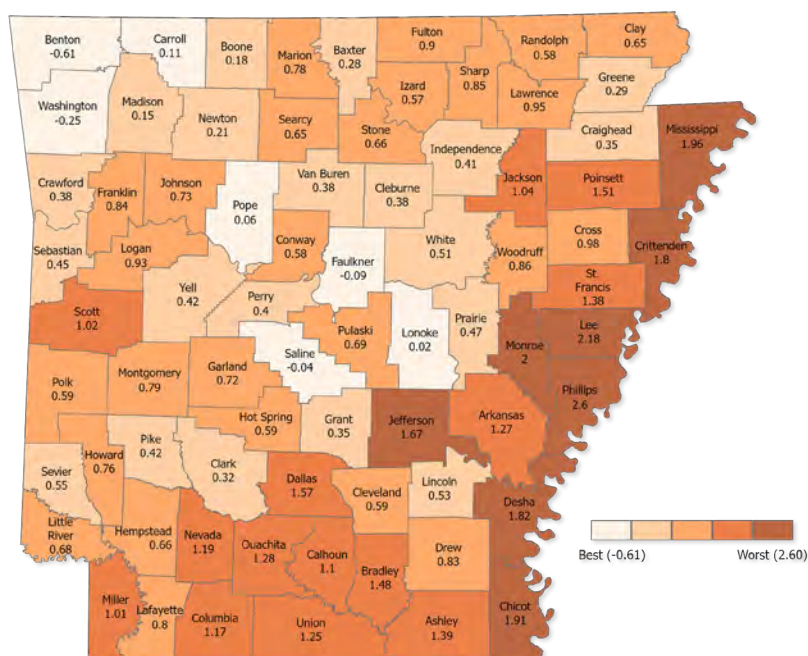 Benton
-0.61
Carroll
0.11
Boone
0.18
Marion
0.78
Baxter
0.28
Fulton
0.9
Randolph
0.58
Clay
0.65
Sharp
0.85
Izard
0.57
Greene
0.29
Lawrence
0.95
Washington
-0.25
Madison
0.15
Newton
0.21
Searcy
0.65
Stone
0.66
Independence
0.41
Craighead
0.35
Mississippi
1.96
Jackson
1.04
Poinsett
1.51
Crawford
0.38
Franklin
0.84
Johnson
0.73
Pope
0.06
Van Buren
0.38
Cleburne
0.38
Sebastian
0.45
Logan
0.93
Conway
0.58
Faulkner
-0.09
White
0.51
Woodruff
0.86
Cross
0.98
Crittenden
1.8
St.
Francis
1.38
Scott
1.02
Yell
0.42
Perry
0.4
Saline
-0.04
Pulaski
0.69
Lonoke
0.02
Prairie
0.47
Monroe
2
Lee
2.18
Phillips
2.6
Polk
0.59
Montgomery
0.79
Garland
0.72
Hot Spring
0.59
Grant
0.35
Jefferson
1.67
Arkansas
1.27
Sevier
0.55
Howard
0.76
Pike
0.42
Clark
0.32
Dallas
1.57
Cleveland
0.59
Lincoln
0.53
Desha
1.82
Little
River
0.68
Hempstead
0.66
Nevada
1.19
Ouachita
1.28
Calhoun
1.1
Bradley
1.48
Drew
0.83
Chicot
1.91
Miller
1.01
Lafayette
0.8
Columbia
1.17
Union
1.25
Ashley
1.39
Best (-0.61)
Worst (2.60)